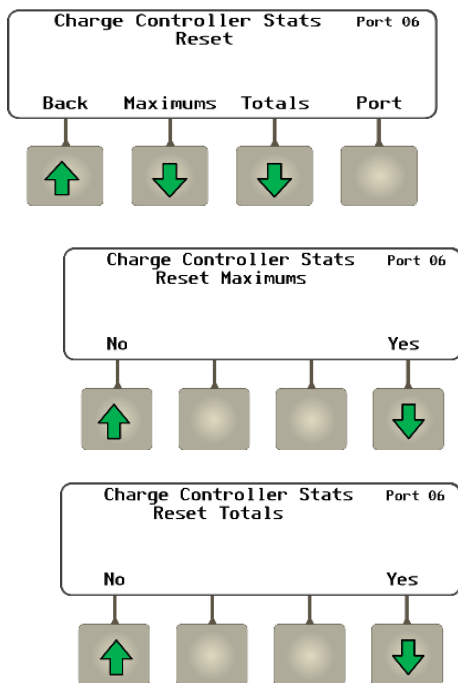 Charge Controller Stats Port 06
Reset
Back Maximums Totals Port
Charge Controller Stats Port 06
Reset Maximums
No Yes
Charge Controller Stats Port 06
Reset Totals
No Yes